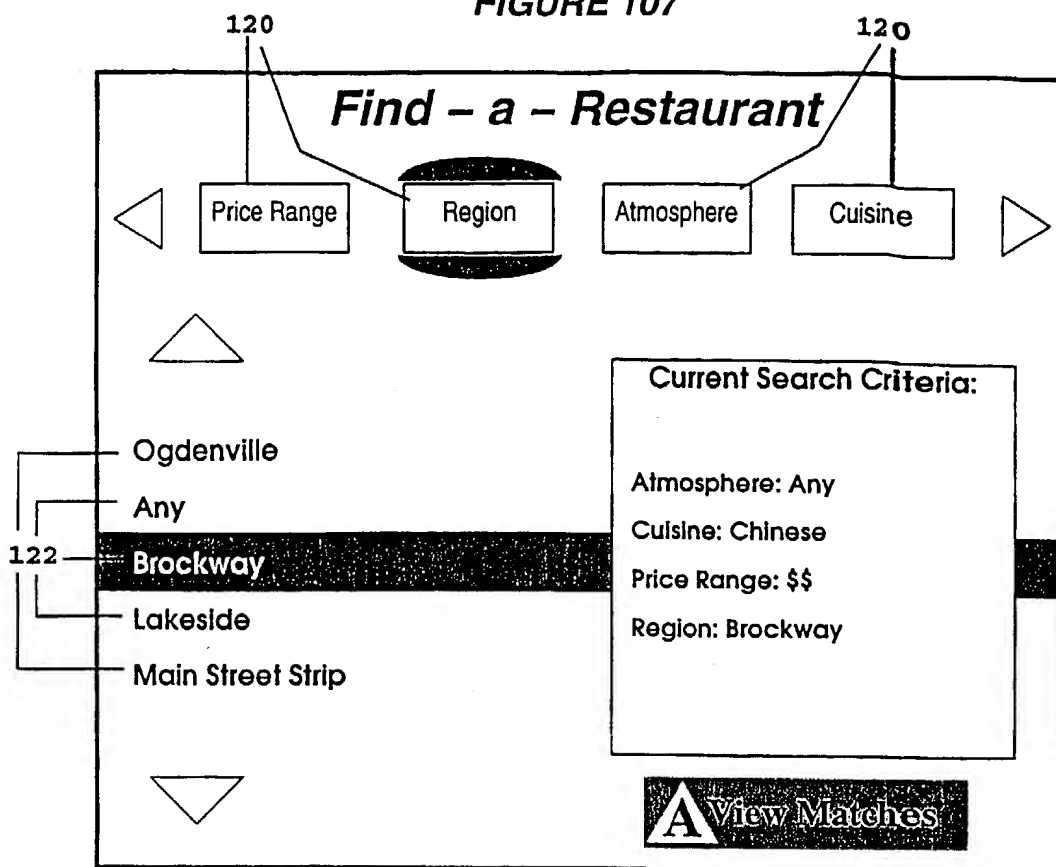 FIGURE 107
120 120
Find – a – Restaurant
Price Range Region Atmosphere Cuisine
Current Search Criteria:
Ogdenville
Atmosphere: Any
Any
Cuisine: Chinese
122
Brockway
Price Range: $$
Lakeside
Region: Brockway
Main Street Strip
A View Matches